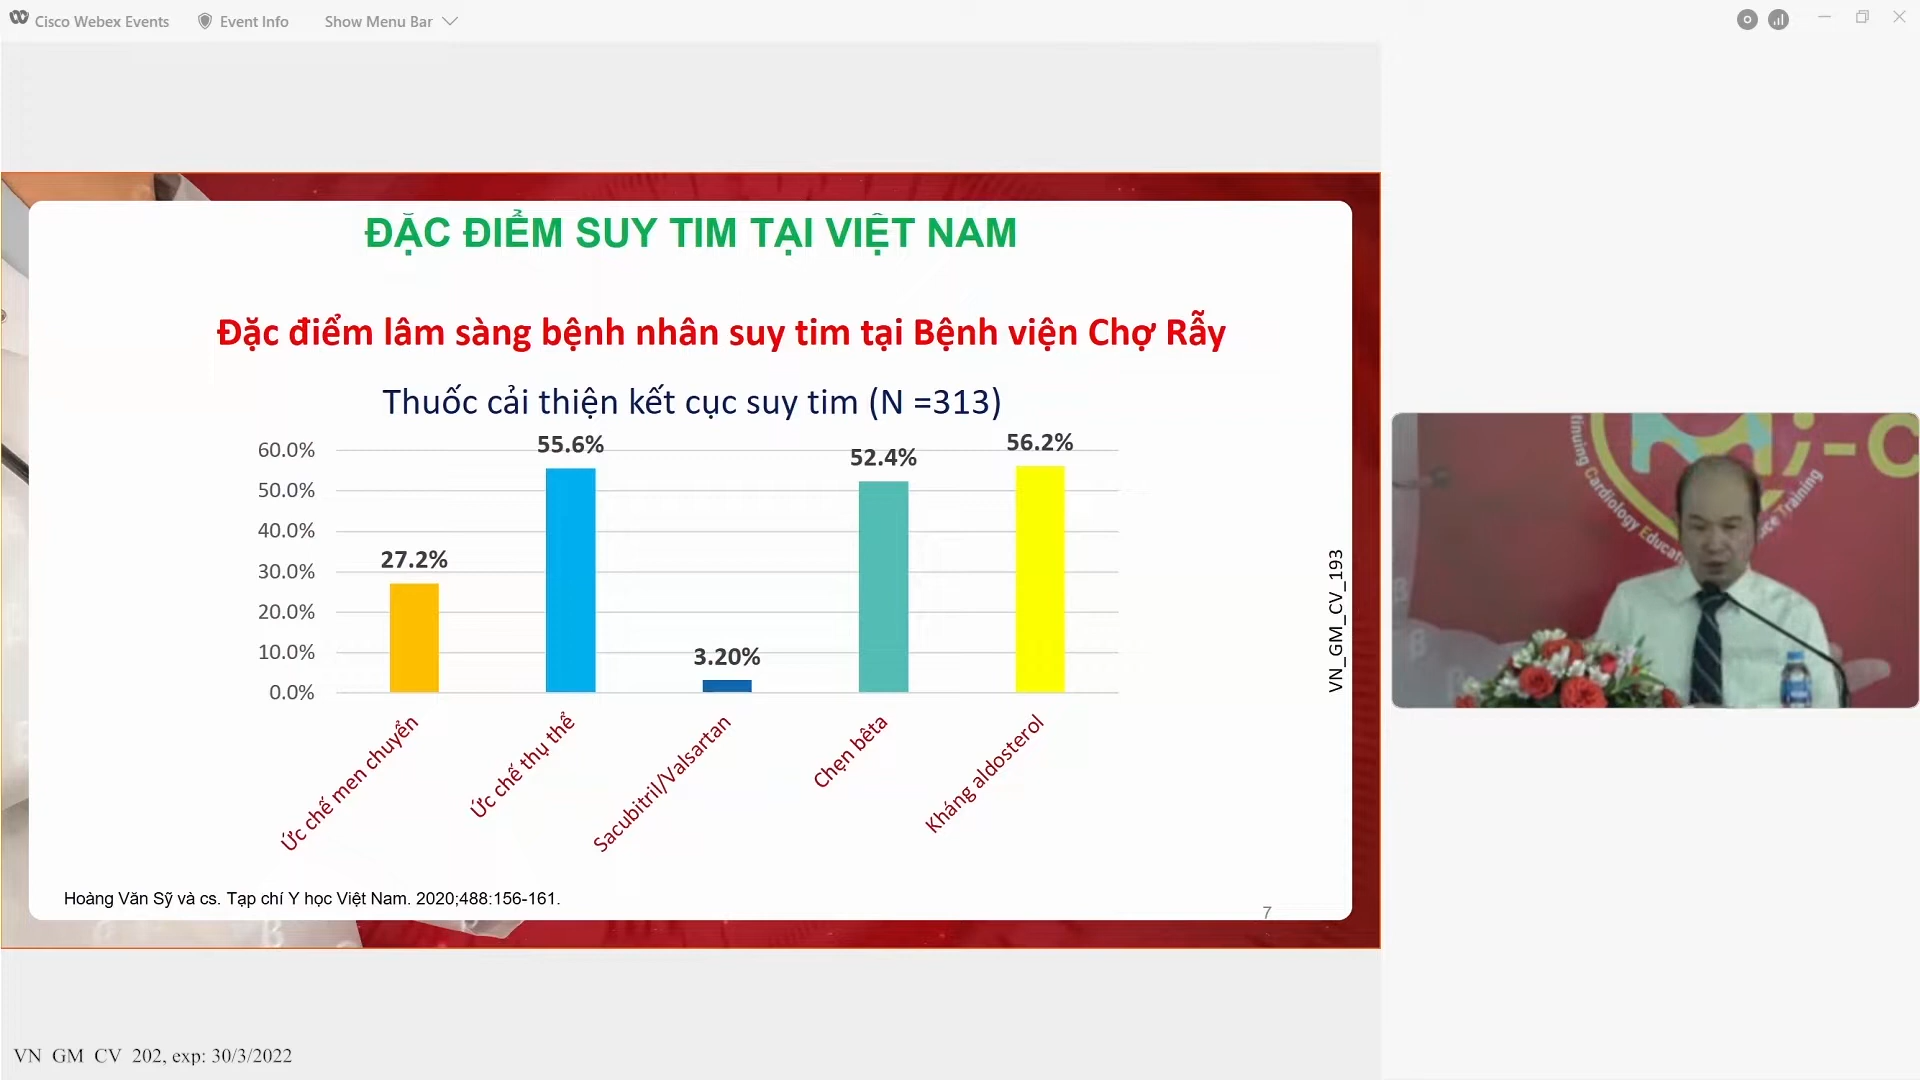 Cisco Webex Events
Event Info
Show Menu Bar
ĐẶC ĐIỂM SUY TIM TẠI VIỆT NAM
Đặc điểm lâm sàng bệnh nhân suy tim tại Bệnh viện Chợ Rẫy
Thuốc cải thiện kết cục suy tim (N =313)
60.0%
50.0%
40.0%
30.0%
20.0%
10.0%
0.0%
27.2%
55.6%
3.20%
52.4%
56.2%
Ức chế men chuyển
Ức chế thụ thể
Sacubitril/Valsartan
Chẹn bêta
Kháng aldosterol
VN_GM_CV_193
Hoàng Văn Sỹ và cs. Tạp chí Y học Việt Nam. 2020;488:156-161.
7
Cardiology
Training
VN GM CV 202, exp: 30/3/2022